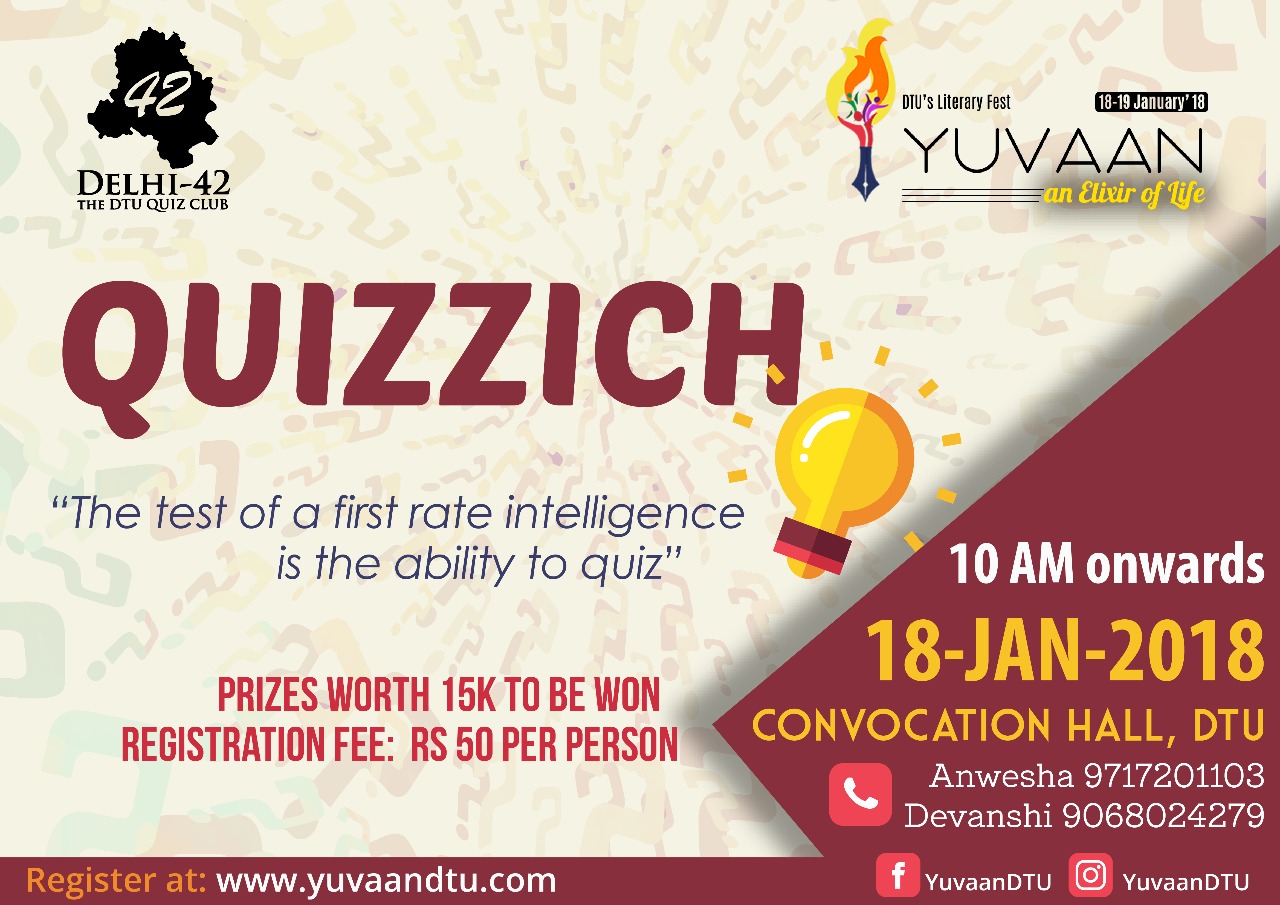 42
DELHI-42
THE DTU QUIZ CLUB
DTU's Literary Fest
18-19 January' 18
YUVAAN
an Elixir of Life
QUIZZICH
“The test of a first rate intelligence
is the ability to quiz”
10 AM onwards
18-JAN-2018
CONVOCATION HALL, DTU
PRIZES WORTH 15K TO BE WON
REGISTRATION FEE: RS 50 PER PERSON
Anwesha 9717201103
Devanshi 9068024279
Register at: www.yuvaandtu.com
f YuvaanDTU YuvaanDTU